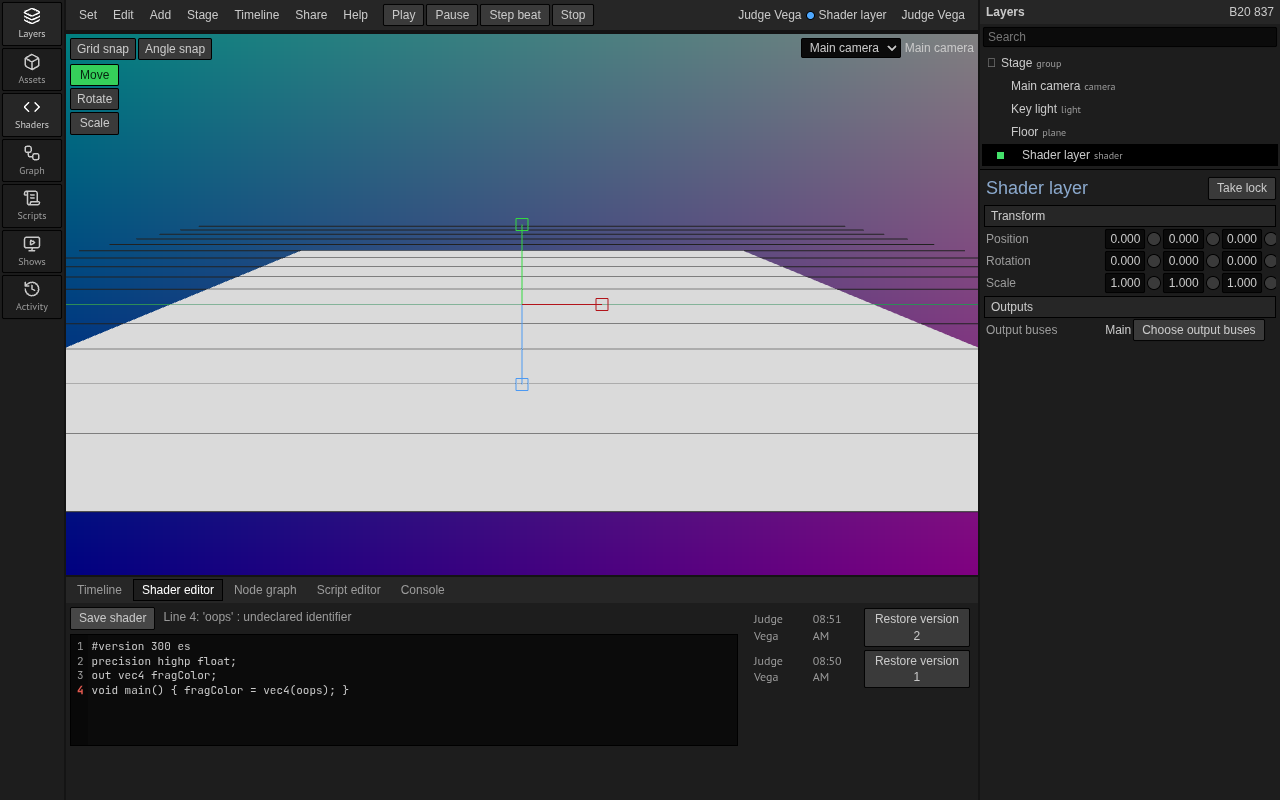 Layers
Assets
Shaders
Graph
Scripts
Shows
Activity
Set Edit Add Stage Timeline Share Help Play Pause Step beat Stop Judge Vega Shader layer Judge Vega
Grid snap Angle snap Main camera Main camera
Move
Rotate
Scale
Timeline Shader editor Node graph Script editor Console
Save shader Line 4: 'oops' : undeclared identifier
1 #version 300 es
2 precision highp float;
3 out vec4 fragColor;
4 void main() { fragColor = vec4(oops); }
Judge Vega 08:51 AM Restore version 2
Judge Vega 08:50 AM Restore version 1
Layers B20 837
Search
Stage group
Main camera camera
Key light light
Floor plane
Shader layer shader
Shader layer Take lock
Transform
Position 0.000 0.000 0.000
Rotation 0.000 0.000 0.000
Scale 1.000 1.000 1.000
Outputs
Output buses Main Choose output buses